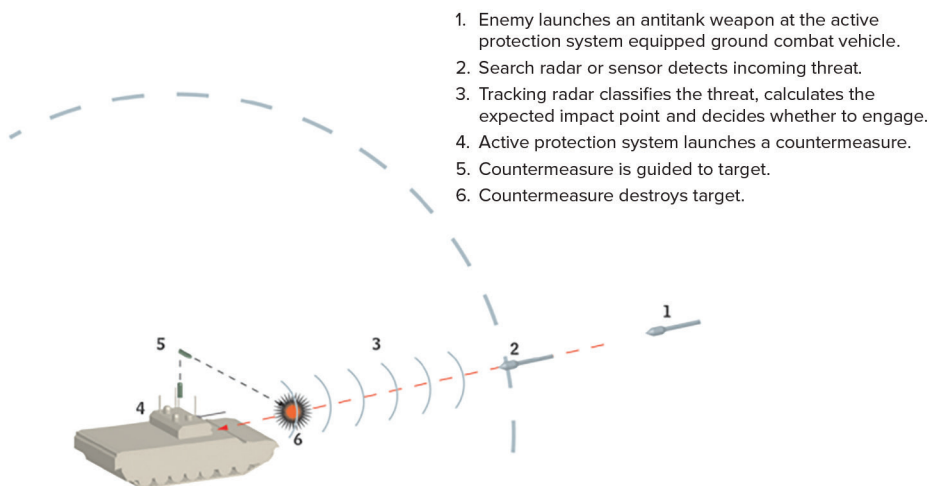 1. Enemy launches an antitank weapon at the active
protection system equipped ground combat vehicle.
2. Search radar or sensor detects incoming threat.
3. Tracking radar classifies the threat, calculates the
expected impact point and decides whether to engage.
4. Active protection system launches a countermeasure.
5. Countermeasure is guided to target.
6. Countermeasure destroys target.
1
2
3
5
4
6